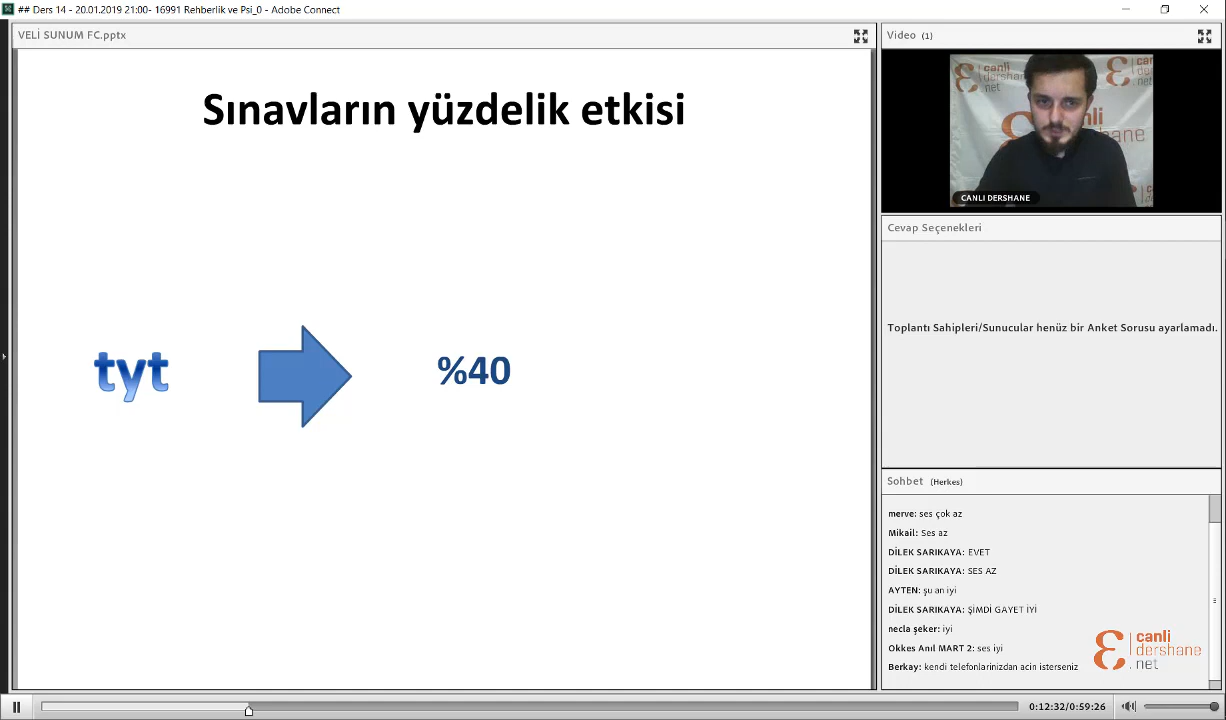 ## Ders 14 - 20.01.2019 21:00- 16991 Rehberlik ve Psi_0 - Adobe Connect
VELİ SUNUM FC.pptx
Sınavların yüzdelik etkisi
tyt
%40
Video (1)
canli
dershane
.net
CANLI DERSHANE
Cevap Seçenekleri
Toplantı Sahipleri/Sunucular henüz bir Anket Sorusu ayarlamadı.
Sohbet (Herkes)
merve: ses çok az
Mikail: Ses az
DİLEK SARIKAYA: EVET
DİLEK SARIKAYA: SES AZ
AYTEN: şu an iyi
DİLEK SARIKAYA: ŞİMDİ GAYET İYİ
necla şeker: iyi
Okkes Anıl MART 2: ses iyi
Berkay: kendi telefonlarinizdan acin isterseniz
canli
dershane
.net
0:12:32/0:59:26